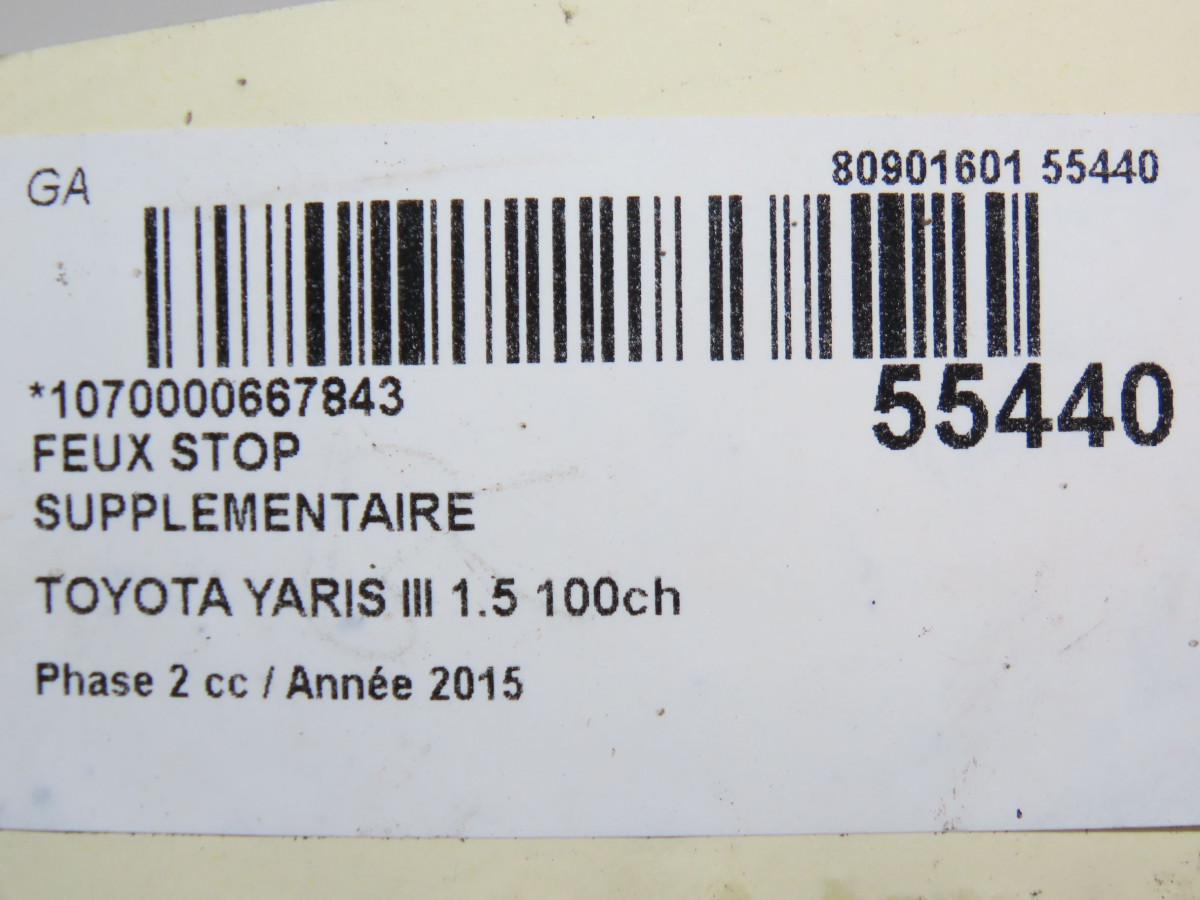 GA
80901601 55440
*1070000667843
55440
FEUX STOP
SUPPLEMENTAIRE
TOYOTA YARIS III 1.5 100ch
Phase 2 cc / Année 2015